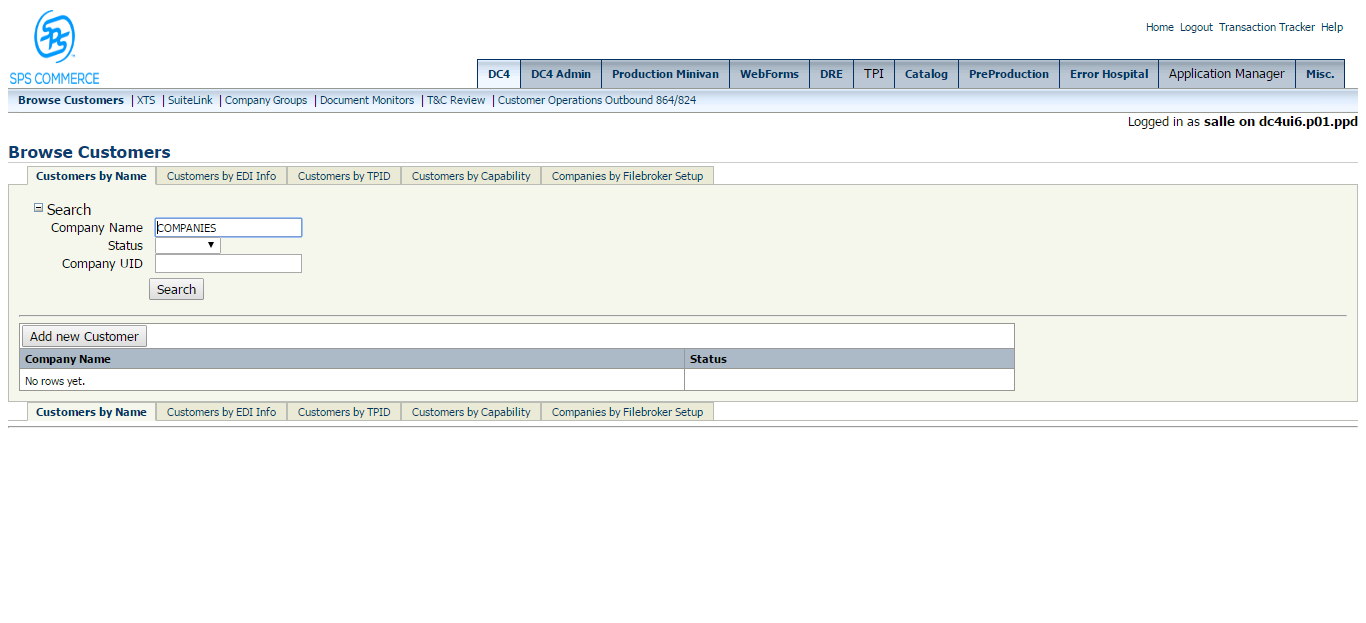 SPS
SPS COMMERCE
Home Logout Transaction Tracker Help
DC4 DC4 Admin Production Minivan WebForms DRE TPI Catalog PreProduction Error Hospital Application Manager Misc.
Browse Customers | XTS | SuiteLink | Company Groups | Document Monitors | T&C Review | Customer Operations Outbound 864/824
Logged in as salle on dc4ui6.p01.ppd
Browse Customers
Customers by Name Customers by EDI Info Customers by TPID Customers by Capability Companies by Filebroker Setup
Search
Company Name COMPANIES
Status
Company UID
Search
Add new Customer
Company Name Status
No rows yet.
Customers by Name Customers by EDI Info Customers by TPID Customers by Capability Companies by Filebroker Setup